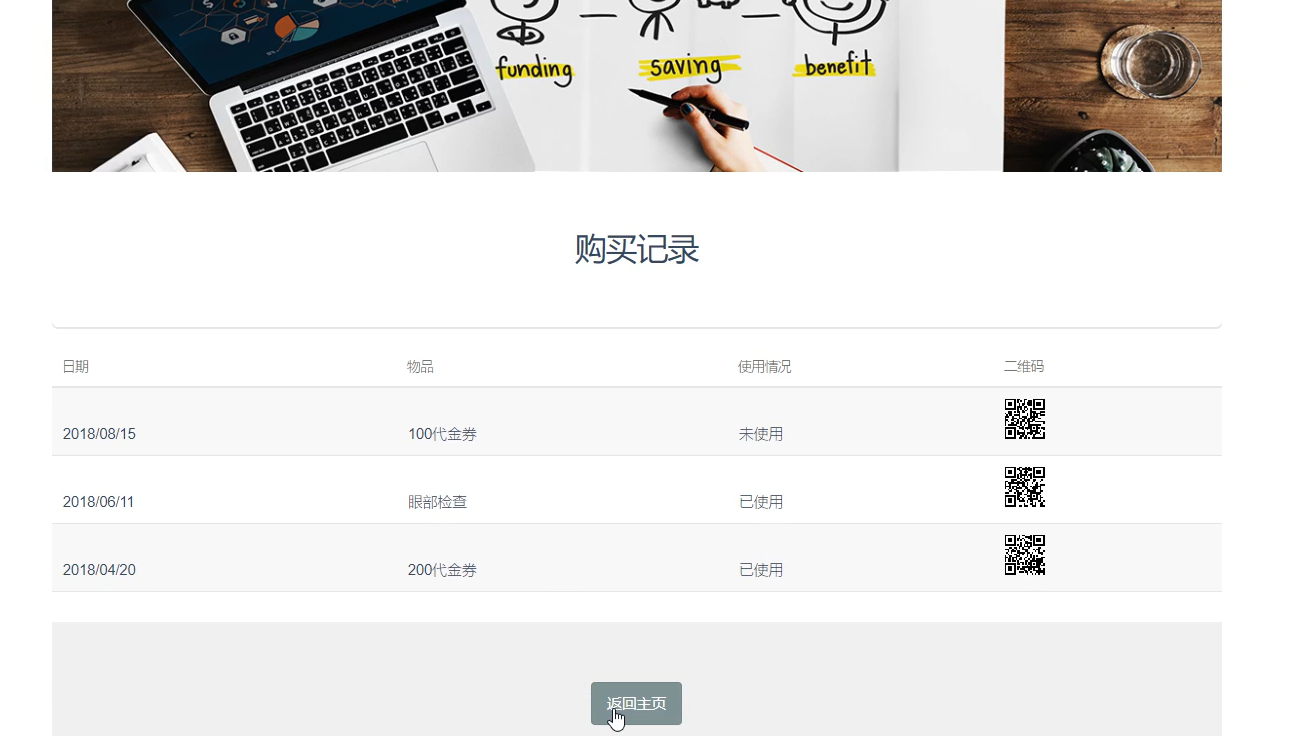 funding saving benefit
购买记录
日期 物品 使用情况 二维码
2018/08/15 100代金券 未使用
2018/06/11 眼部检查 已使用
2018/04/20 200代金券 已使用
返回主页